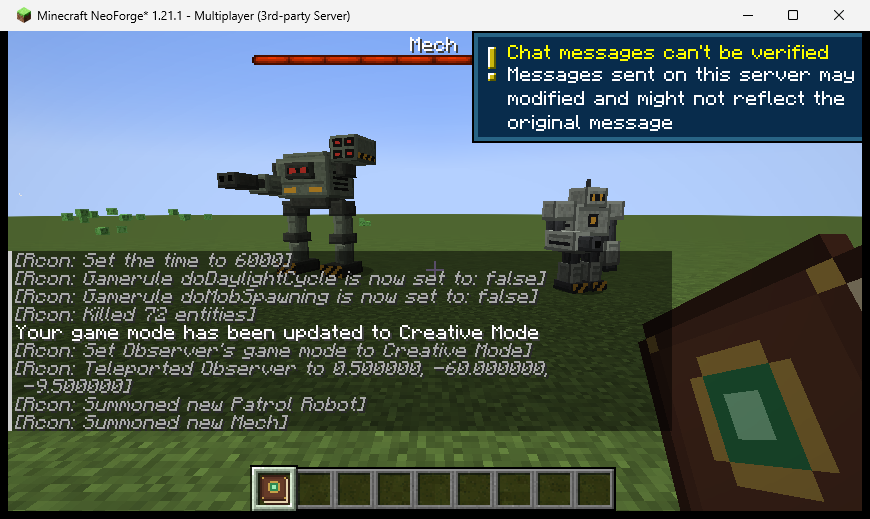 Minecraft NeoForge* 1.21.1 - Multiplayer (3rd-party Server)
Mech
Chat messages can't be verified
Messages sent on this server may
modified and might not reflect the
original message
[Rcon: Set the time to 6000]
[Rcon: Gamerule doDaylightCycle is now set to: false]
[Rcon: Gamerule doMobSpawning is now set to: false]
[Rcon: Killed 72 entities]
Your game mode has been updated to Creative Mode
[Rcon: Set Observer's game mode to Creative Mode]
[Rcon: Teleported Observer to 0.500000, -60.000000,
-9.500000]
[Rcon: Summoned new Patrol Robot]
[Rcon: Summoned new Mech]